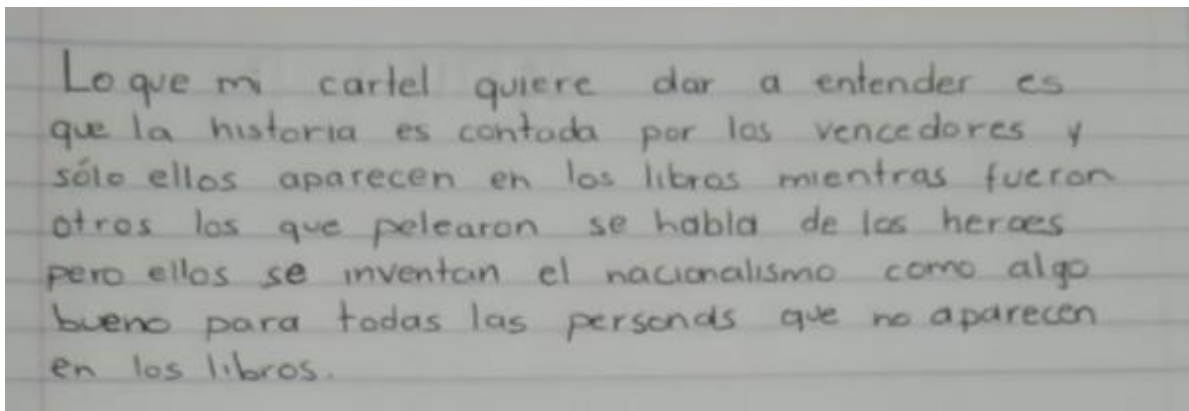 Lo que mi cartel quiere dar a entender es
que la historia es contada por los vencedores y
sólo ellos aparecen en los libros mientras fueron
otros los que pelearon se habla de los heroes
pero ellos se inventan el nacionalismo como algo
bueno para todas las personas que no aparecen
en los libros.